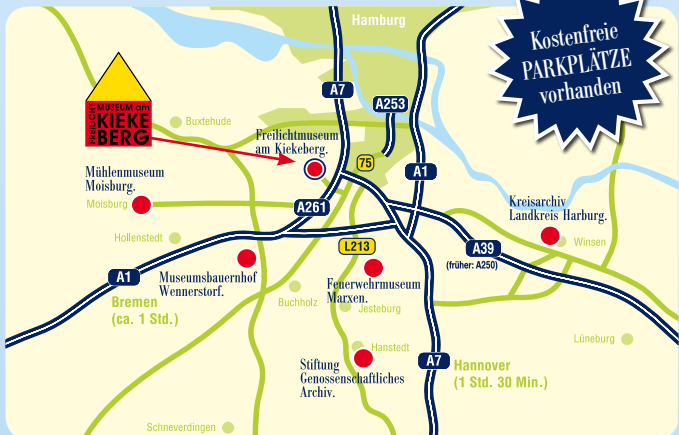 Hamburg
Kostenfreie
PARKPLÄTZE
vorhanden
A7
A253
FREILICHT
MUSEUM am
KIEKE
BERG
Buxtehude
Freilichtmuseum
am Kiekeberg.
75
A1
Mühlenmuseum
Moisburg.
Moisburg
A261
Kreisarchiv
Landkreis Harburg.
Winsen
Hollenstedt
L213
A39
(früher: A250)
A1
Museumsbauernhof
Wennerstorf.
Feuerwehrmuseum
Marxen.
Bremen
(ca. 1 Std.)
Buchholz
Jesteburg
Lüneburg
Hanstedt
Stiftung
Genossenschaftliches
Archiv.
A7
Hannover
(1 Std. 30 Min.)
Schneverdingen